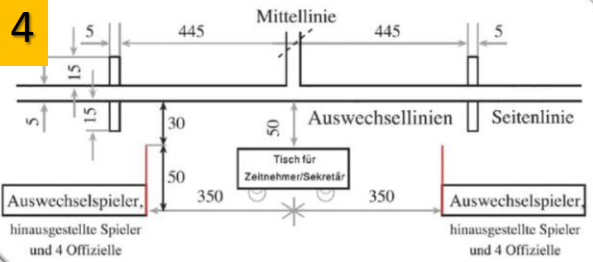 4
Mittellinie
5 445 445 5
15
5 15 30 50 Auswechsellinien Seitenlinie
Tisch für
Zeitnehmer/Sekretär
50
350 350
Auswechselspieler, Auswechselspieler,
hinausgestellte Spieler hinausgestellte Spieler
und 4 Offizielle und 4 Offizielle